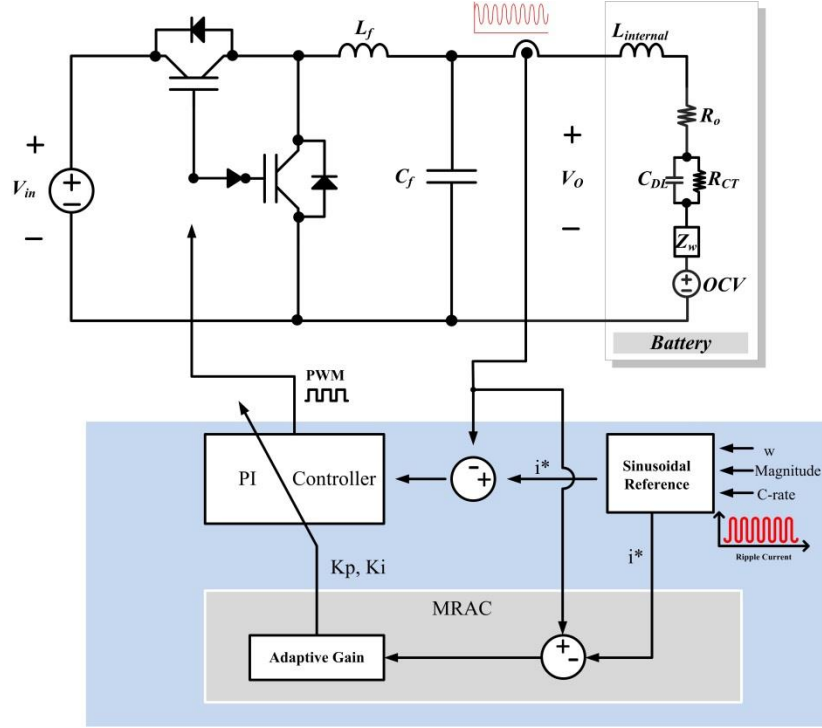 L_f
L_internal
R_o
+
V_in
−
C_f
+
V_O
−
C_DL
R_CT
Z_w
OCV
Battery
PWM
PI Controller
- +
i*
Sinusoidal
Reference
w
Magnitude
C-rate
Ripple Current
i*
Kp, Ki
MRAC
Adaptive Gain
+ -